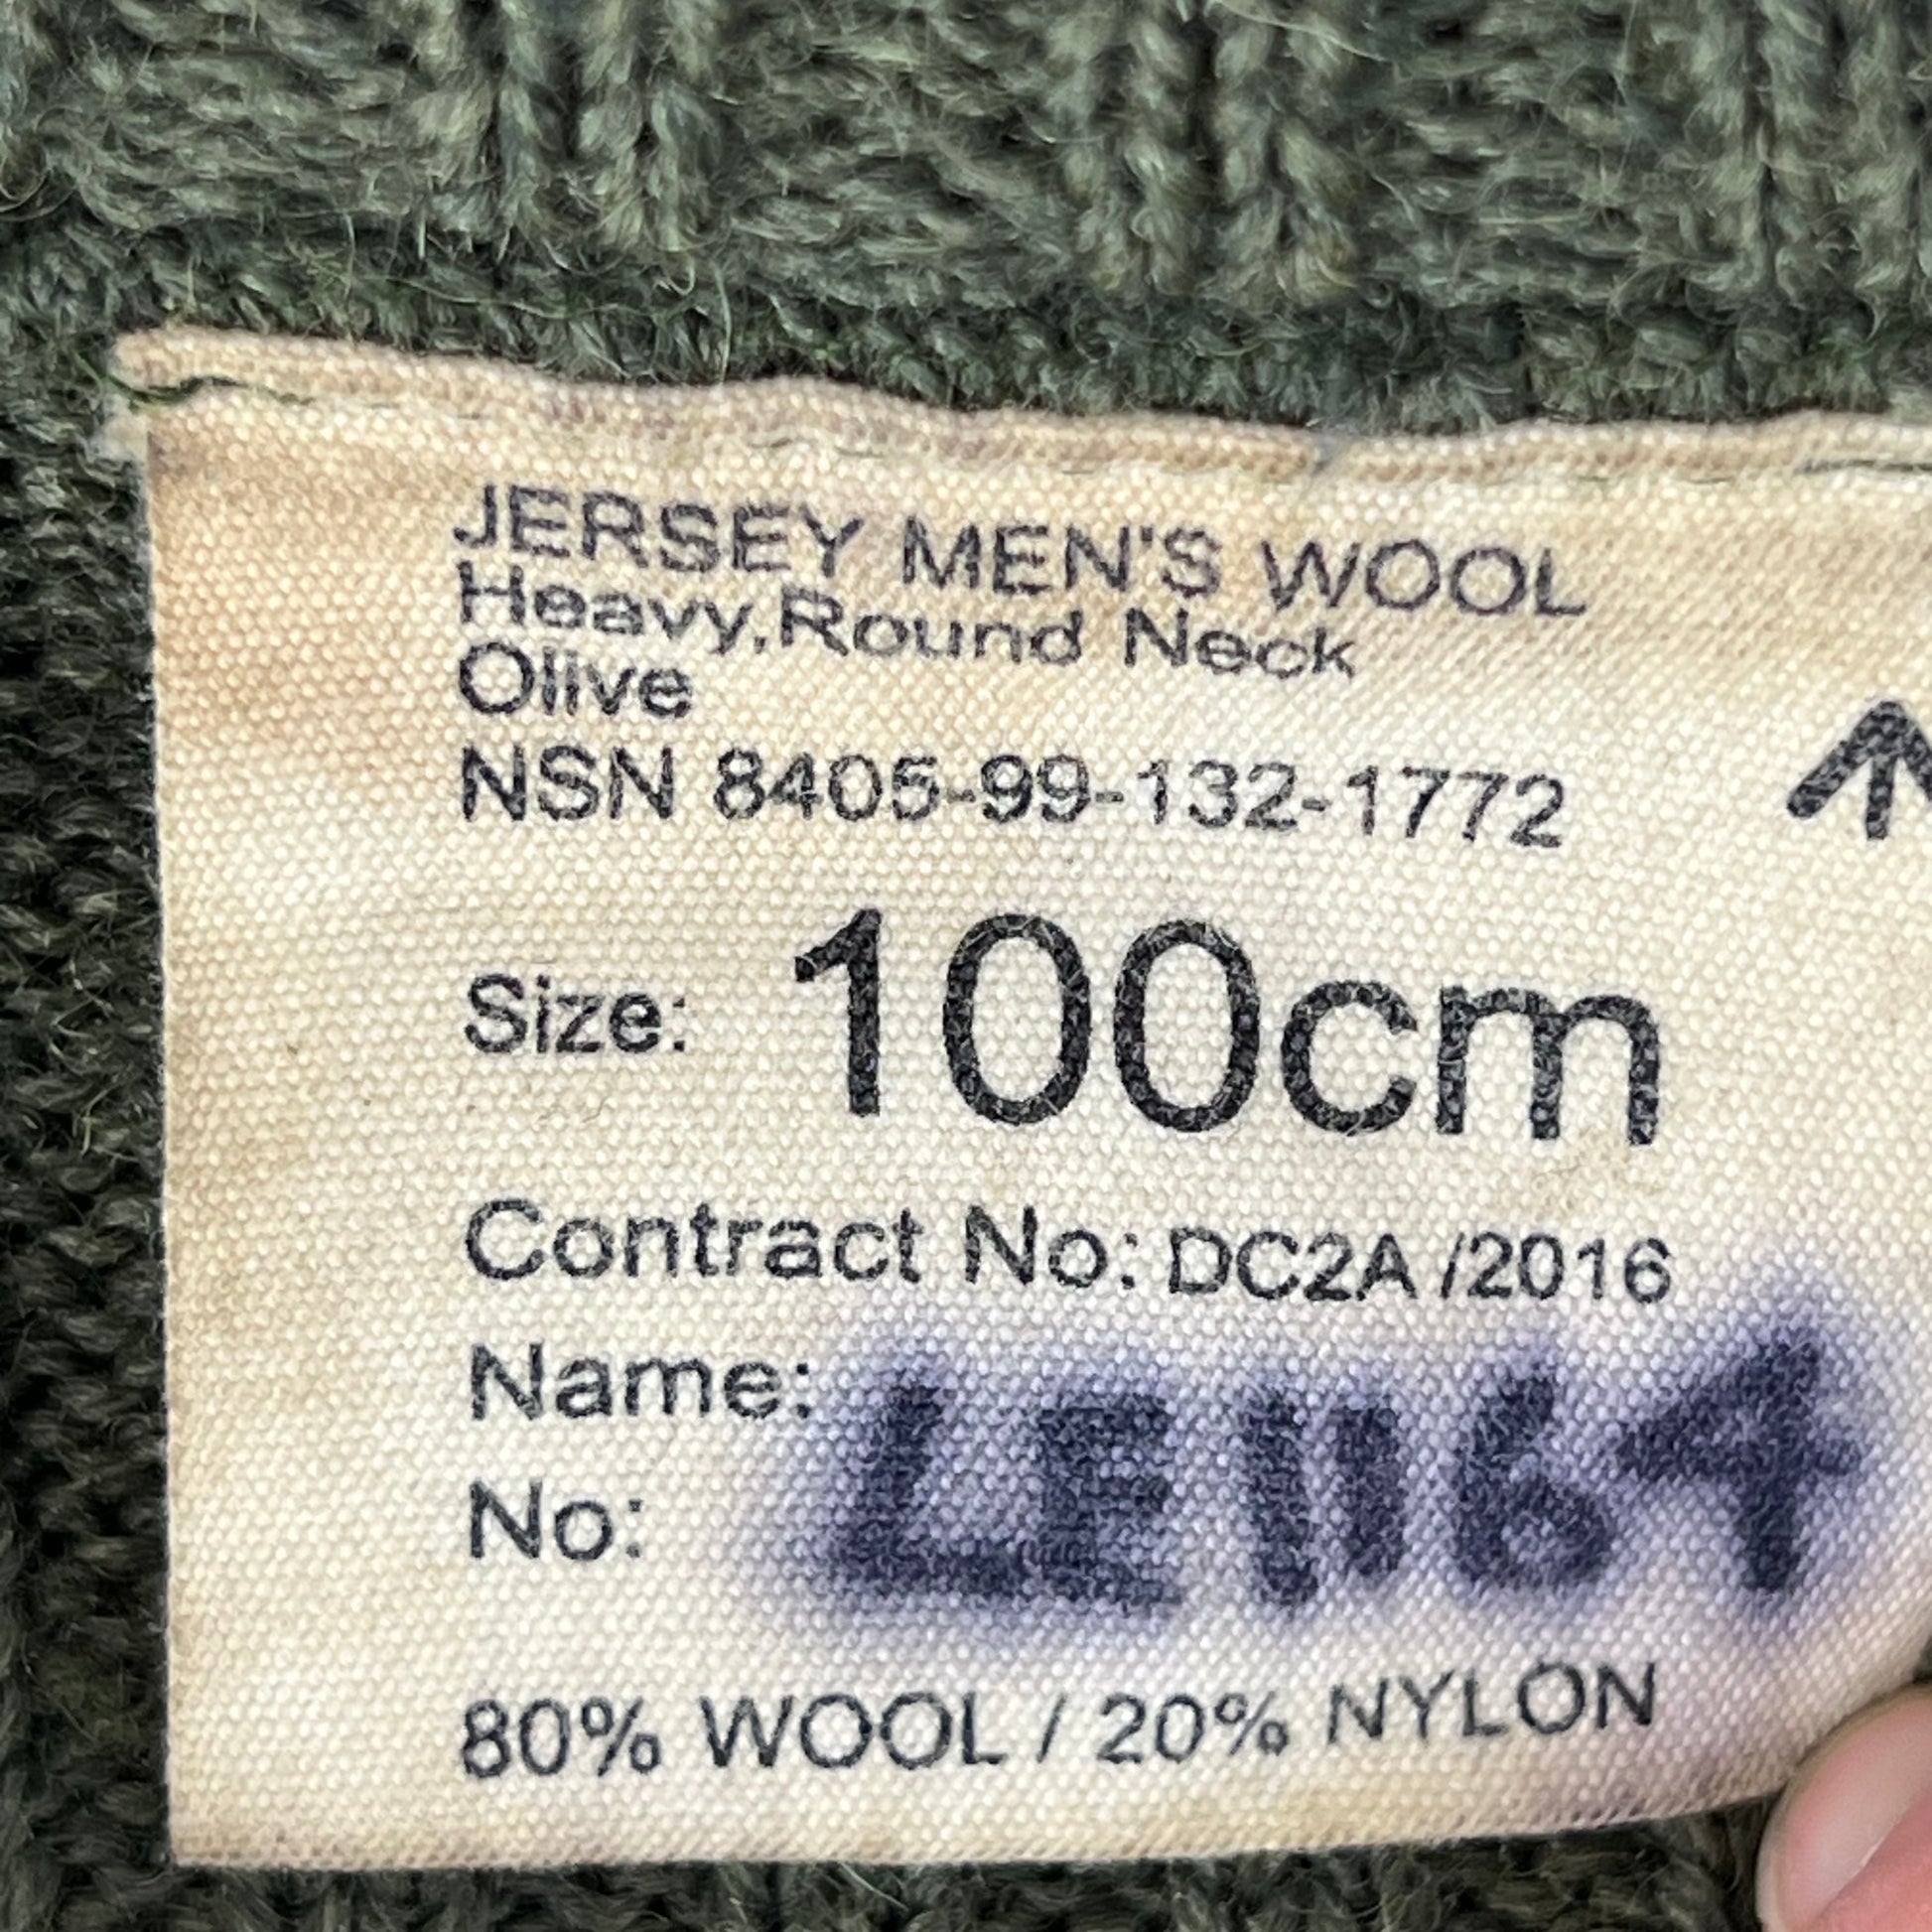 JERSEY MEN'S WOOL
Heavy,Round Neck
Olive
NSN 8405-99-132-1772
Size: 100cm
Contract No: DC2A /2016
Name:
No: LE1164
80% WOOL / 20% NYLON